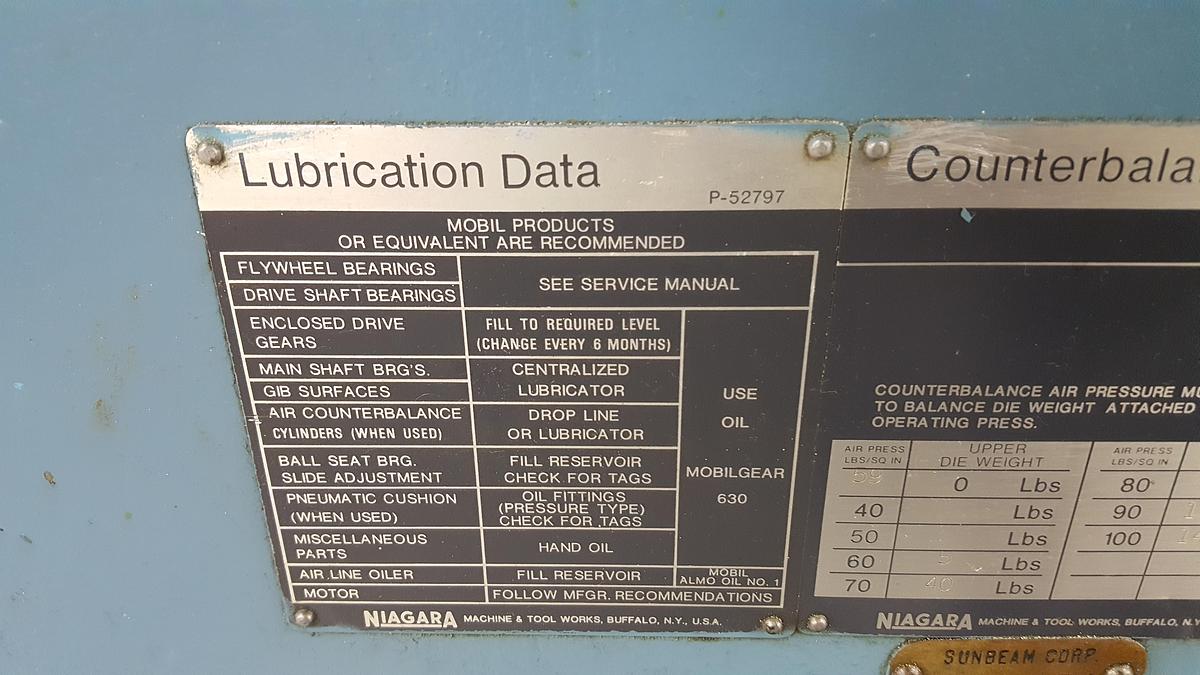 Lubrication Data
P-52797
MOBIL PRODUCTS
OR EQUIVALENT ARE RECOMMENDED
FLYWHEEL BEARINGS
DRIVE SHAFT BEARINGS
SEE SERVICE MANUAL
ENCLOSED DRIVE
GEARS
FILL TO REQUIRED LEVEL
(CHANGE EVERY 6 MONTHS)
MAIN SHAFT BRG'S.
GIB SURFACES
CENTRALIZED
LUBRICATOR
AIR COUNTERBALANCE
CYLINDERS (WHEN USED)
DROP LINE
OR LUBRICATOR
BALL SEAT BRG.
SLIDE ADJUSTMENT
FILL RESERVOIR
CHECK FOR TAGS
PNEUMATIC CUSHION
(WHEN USED)
OIL FITTINGS
(PRESSURE TYPE)
CHECK FOR TAGS
MISCELLANEOUS
PARTS
HAND OIL
USE
OIL
MOBILGEAR
630
AIR LINE OILER
FILL RESERVOIR
MOBIL
ALMO OIL NO. 1
MOTOR
FOLLOW MFGR. RECOMMENDATIONS
NIAGARA MACHINE & TOOL WORKS, BUFFALO, N.Y., U.S.A.
Counterbala
COUNTERBALANCE AIR PRESSURE M
TO BALANCE DIE WEIGHT ATTACHED
OPERATING PRESS.
AIR PRESS
LBS/SQ IN
UPPER
DIE WEIGHT
AIR PRESS
LBS/SQ IN
59 0 Lbs 80
40 Lbs 90
50 Lbs 100
60 Lbs
70 40 Lbs
NIAGARA MACHINE & TOOL WORKS, BUFFALO, N.Y
SUNBEAM CORP.